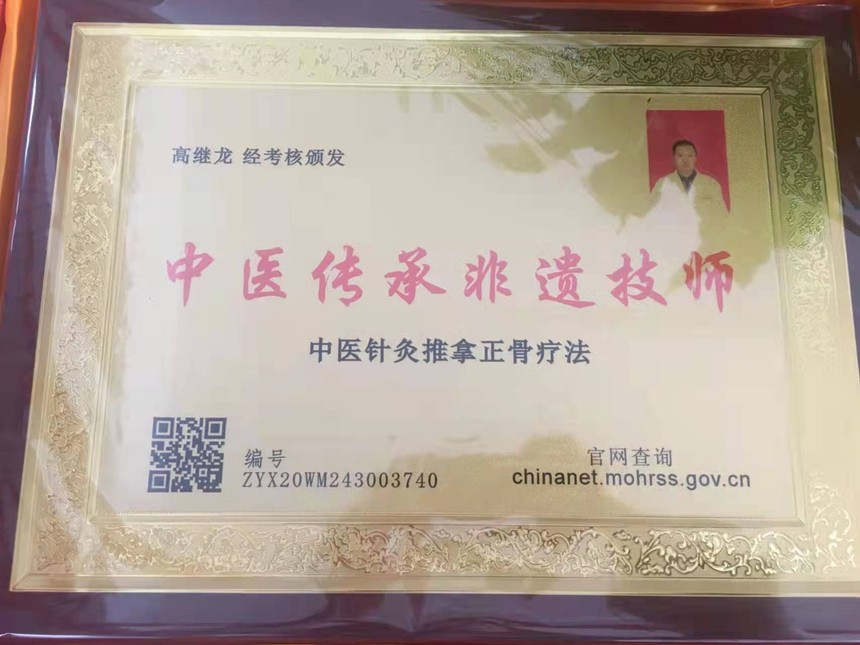 高继龙 经考核颁发
中医传承非遗技师
中医针灸推拿正骨疗法
编号
ZYX20WM243003740
官网查询
chinanet.mohrss.gov.cn